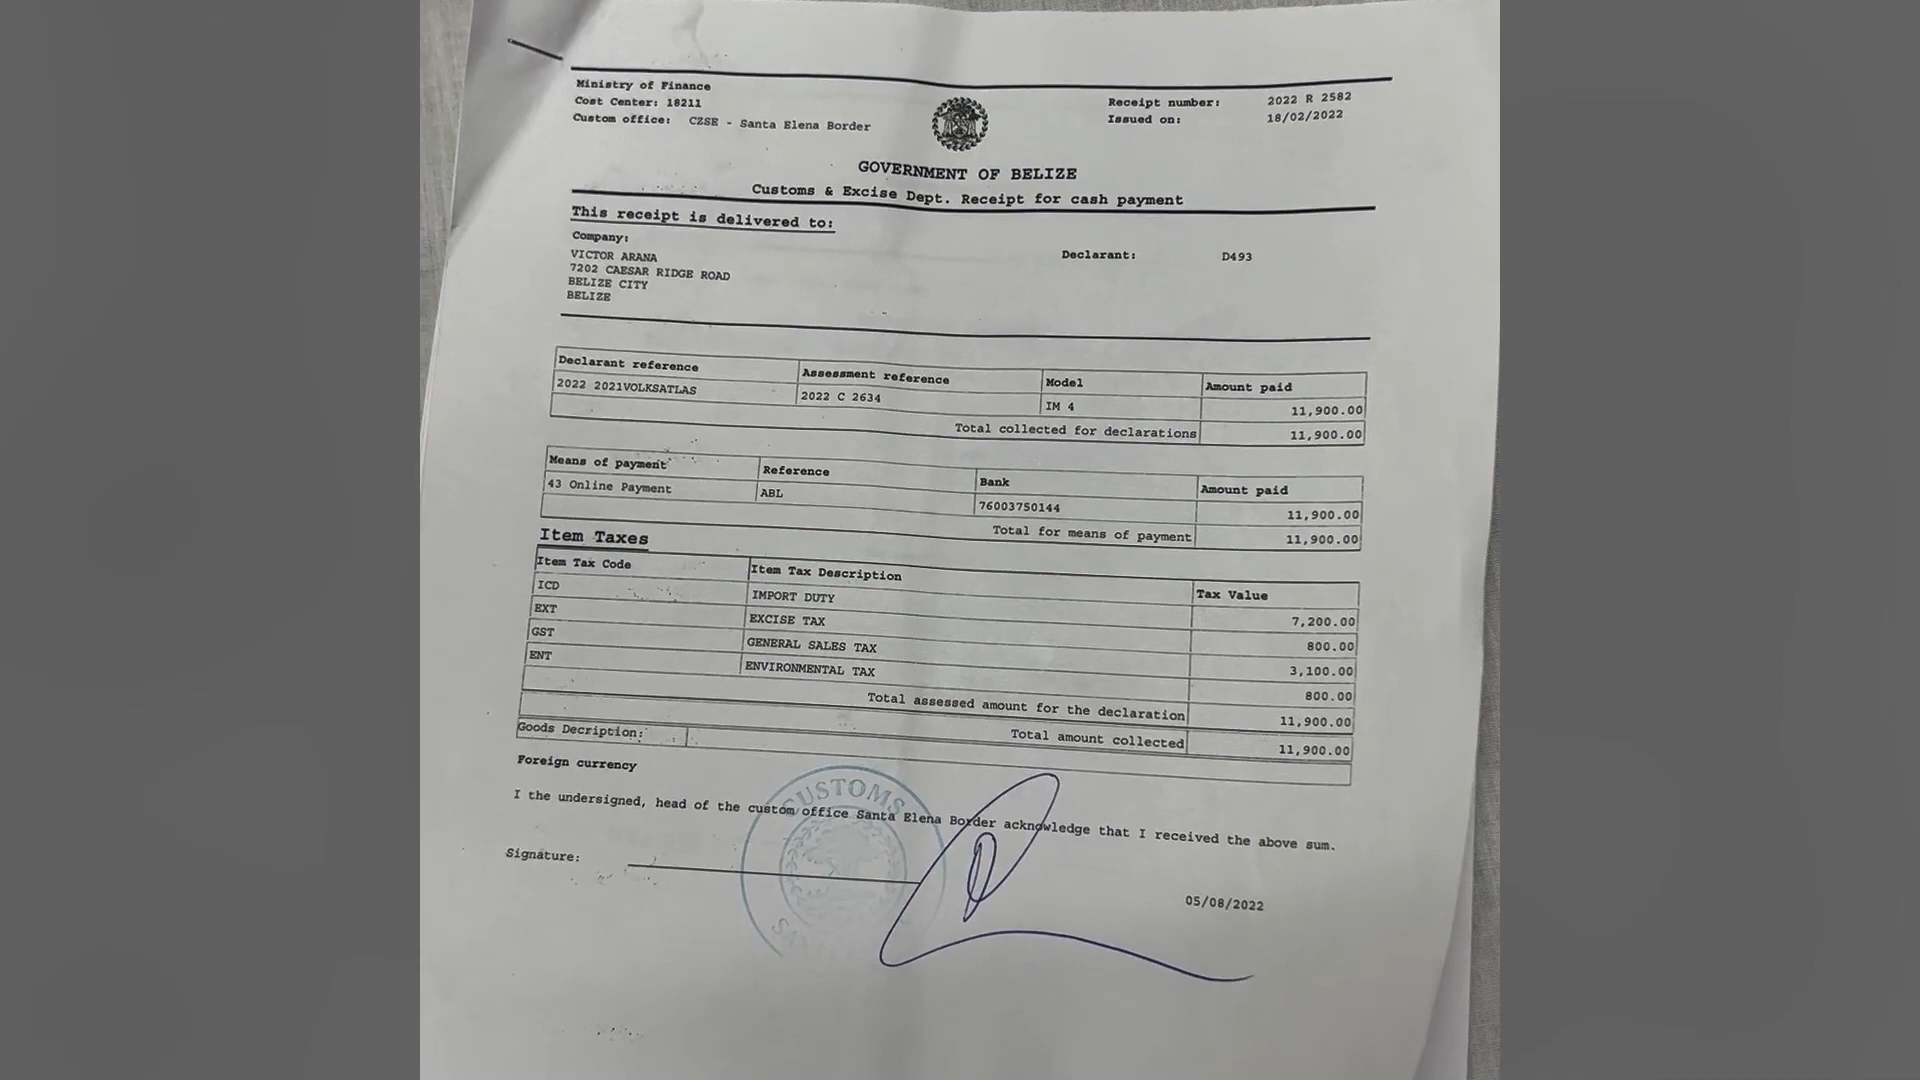 Ministry of Finance
Cost Center: 18211
Custom office: CZSE - Santa Elena Border
Receipt number: 2022 R 2582
Issued on: 18/02/2022
GOVERNMENT OF BELIZE
Customs & Excise Dept. Receipt for cash payment
This receipt is delivered to:
Company:
VICTOR ARANA
7202 CAESAR RIDGE ROAD
BELIZE CITY
BELIZE
Declarant: D493
Declarant reference Assessment reference Model Amount paid
2022 2021VOLKSATLAS 2022 C 2634 IM 4 11,900.00
Total collected for declarations 11,900.00
Means of payment Reference Bank Amount paid
43 Online Payment ABL 76003750144 11,900.00
Total for means of payment 11,900.00
Item Taxes
Item Tax Code Item Tax Description Tax Value
ICD IMPORT DUTY 7,200.00
EXT EXCISE TAX 800.00
GST GENERAL SALES TAX 3,100.00
ENT ENVIRONMENTAL TAX 800.00
Total assessed amount for the declaration 11,900.00
Total amount collected 11,900.00
Goods Decription:
Foreign currency
I the undersigned, head of the custom office Santa Elena Border acknowledge that I received the above sum.
Signature:
05/08/2022
CUSTOMS